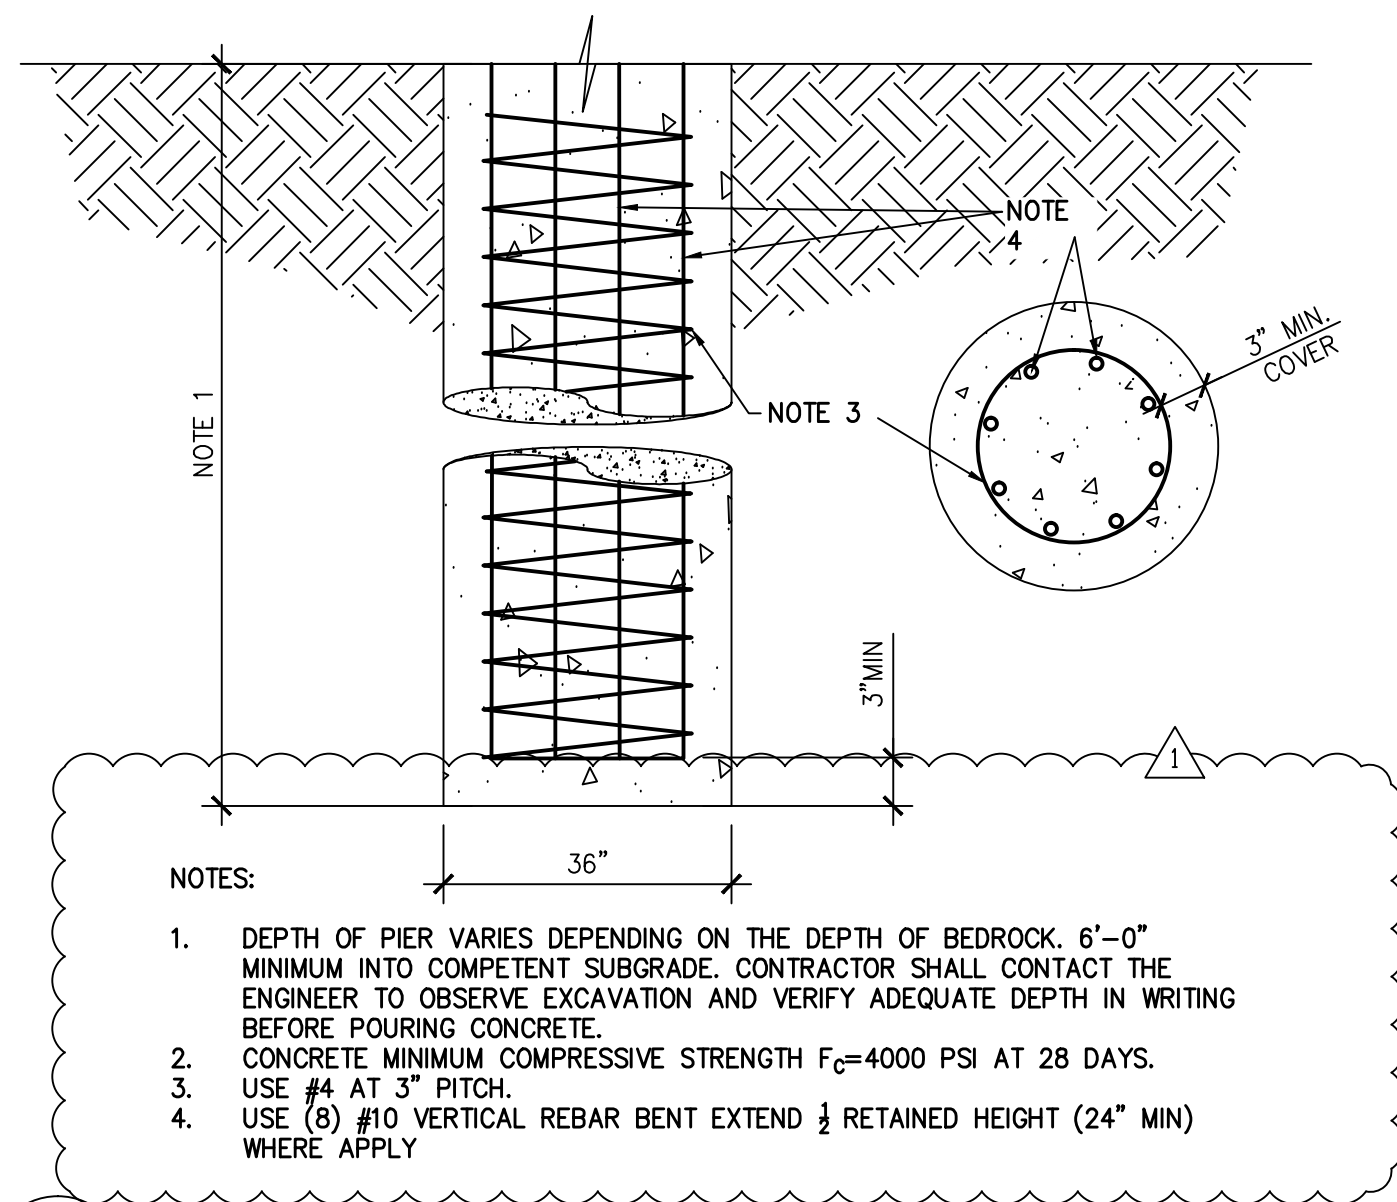 NOTE
4
3" MIN.
COVER
NOTE 1
NOTE 3
3"MIN
1
36"
NOTES:
1. DEPTH OF PIER VARIES DEPENDING ON THE DEPTH OF BEDROCK. 6'-0"
MINIMUM INTO COMPETENT SUBGRADE. CONTRACTOR SHALL CONTACT THE
ENGINEER TO OBSERVE EXCAVATION AND VERIFY ADEQUATE DEPTH IN WRITING
BEFORE POURING CONCRETE.
2. CONCRETE MINIMUM COMPRESSIVE STRENGTH Fc=4000 PSI AT 28 DAYS.
3. USE #4 AT 3" PITCH.
4. USE (8) #10 VERTICAL REBAR BENT EXTEND ½ RETAINED HEIGHT (24" MIN)
WHERE APPLY